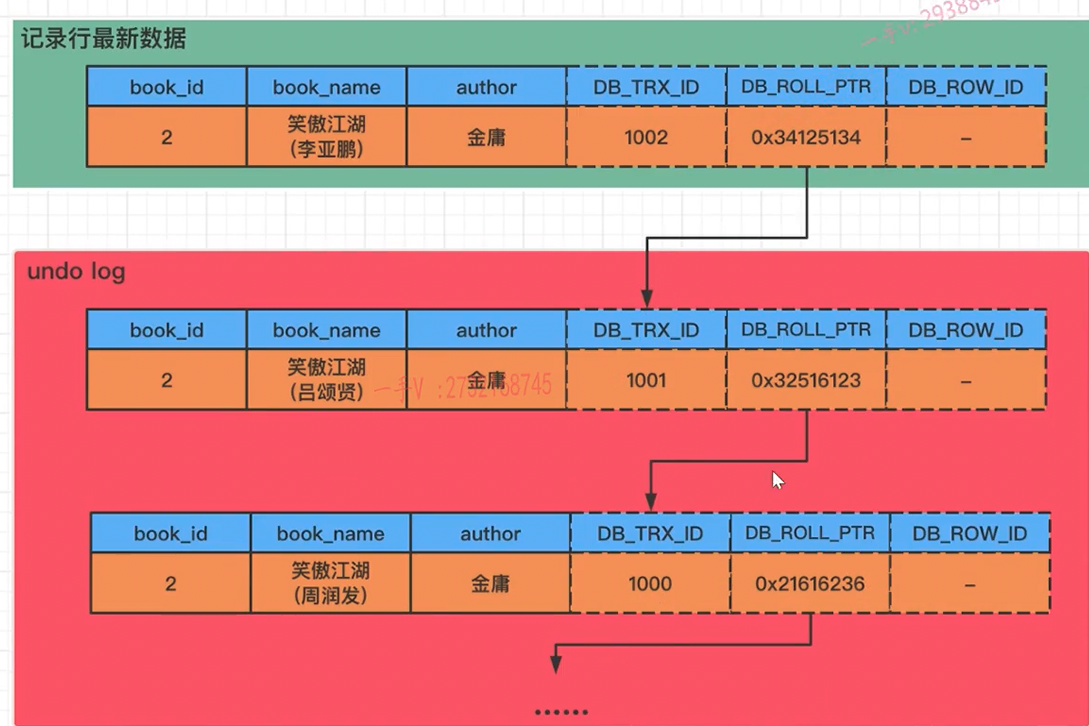 一手V:293884
记录行最新数据
book_id book_name author DB_TRX_ID DB_ROLL_PTR DB_ROW_ID
2 笑傲江湖 金庸 1002 0x34125134 –
(李亚鹏)
undo log
book_id book_name author DB_TRX_ID DB_ROLL_PTR DB_ROW_ID
2 笑傲江湖 金庸 1001 0x32516123 –
(吕颂贤)
一手V :2732168745
book_id book_name author DB_TRX_ID DB_ROLL_PTR DB_ROW_ID
2 笑傲江湖 金庸 1000 0x21616236 –
(周润发)
......